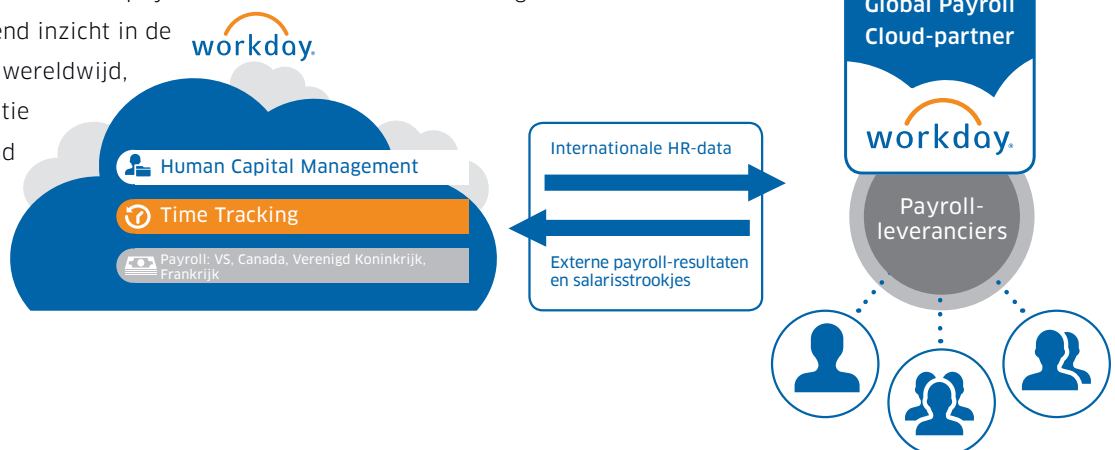 end inzicht in de
wereldwijd,
tie
d
workday.
Human Capital Management
Time Tracking
Payroll: VS, Canada, Verenigd Koninkrijk,
Frankrijk
Internationale HR-data
Externe payroll-resultaten
en salarisstrookjes
Global Payroll
Cloud-partner
workday.
Payroll-
leveranciers